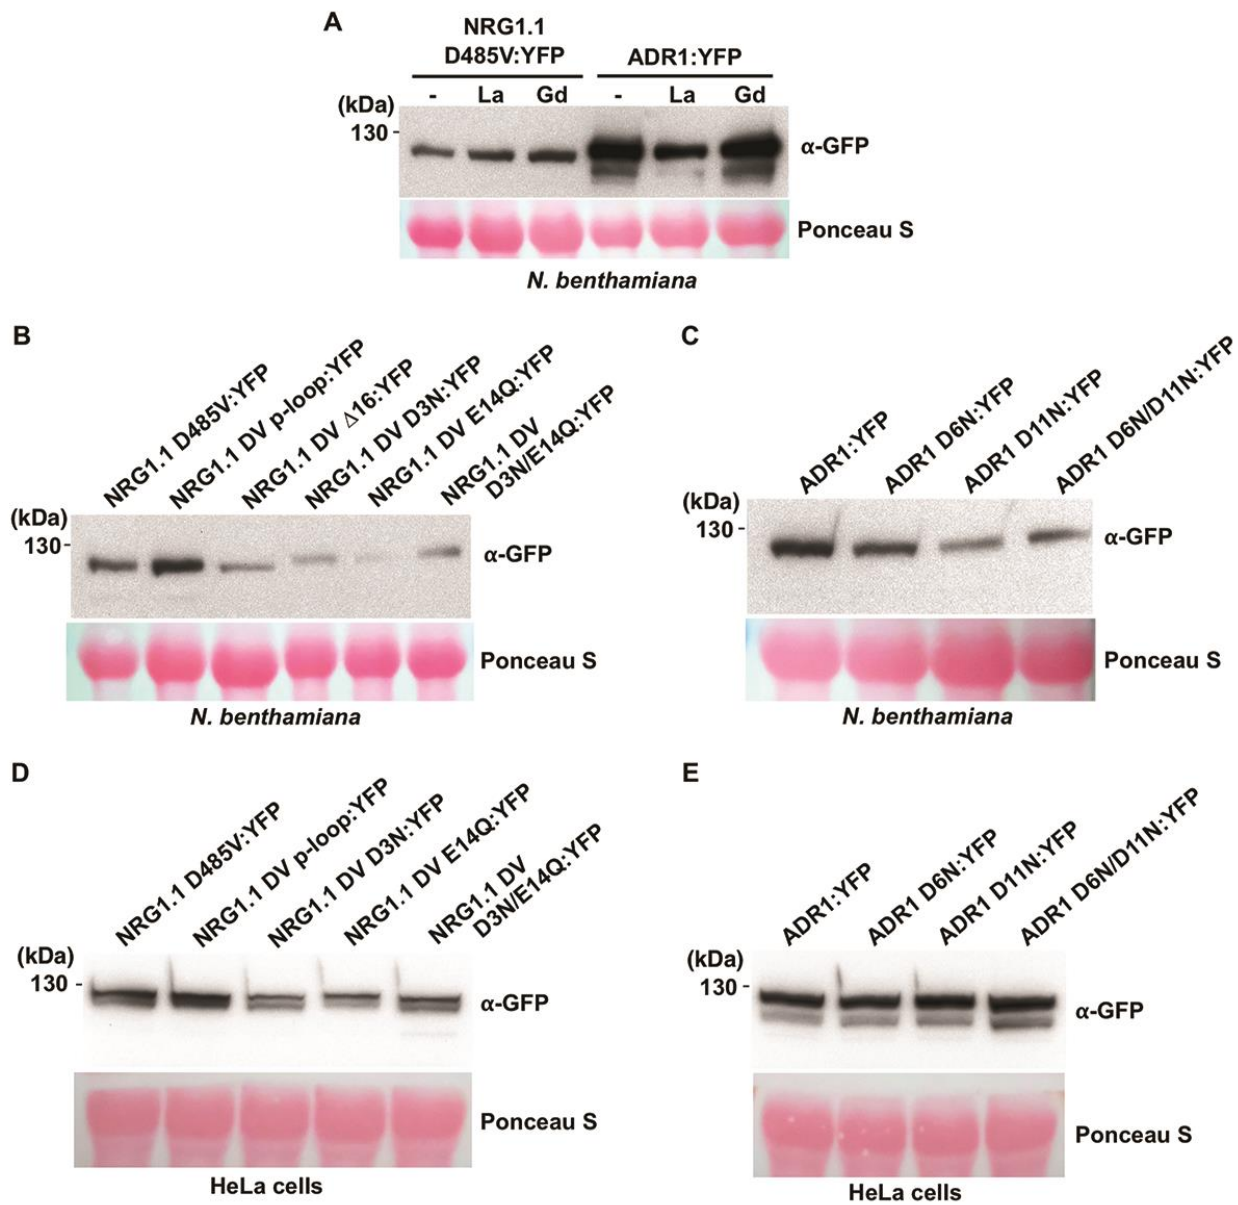 A
NRG1.1
D485V:YFP
ADR1:YFP
- La Gd - La Gd
(kDa)
130 -
α-GFP
Ponceau S
N. benthamiana
B
NRG1.1 D485V:YFP
NRG1.1 DV p-loop:YFP
NRG1.1 DV Δ16:YFP
NRG1.1 DV D3N:YFP
NRG1.1 DV E14Q:YFP
NRG1.1 DV
D3N/E14Q:YFP
(kDa)
130 -
α-GFP
Ponceau S
N. benthamiana
C
ADR1:YFP
ADR1 D6N:YFP
ADR1 D11N:YFP
ADR1 D6N/D11N:YFP
(kDa)
130 -
α-GFP
Ponceau S
N. benthamiana
D
NRG1.1 D485V:YFP
NRG1.1 DV p-loop:YFP
NRG1.1 DV D3N:YFP
NRG1.1 DV E14Q:YFP
NRG1.1 DV
D3N/E14Q:YFP
(kDa)
130 -
α-GFP
Ponceau S
HeLa cells
E
ADR1:YFP
ADR1 D6N:YFP
ADR1 D11N:YFP
ADR1 D6N/D11N:YFP
(kDa)
130 -
α-GFP
Ponceau S
HeLa cells